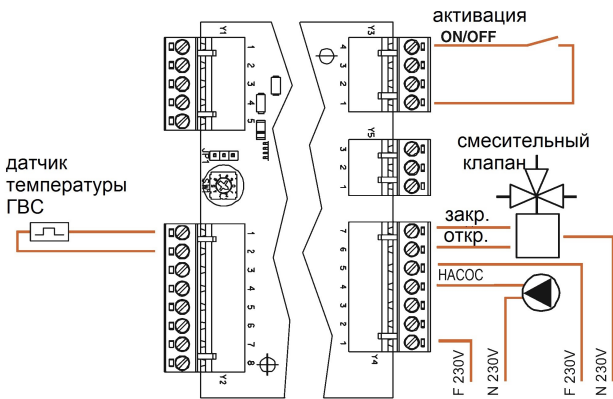 активация
ON/OFF
Y1
1
2
3
4
5
JP1
SW1
Y3
4
3
2
1
Y5
3
2
1
смесительный
клапан
датчик
температуры
ГВС
закр.
откр.
НАСОС
1
2
3
4
5
6
7
8
Y2
7
6
5
4
3
2
1
Y4
F 230V
N 230V
F 230V
N 230V